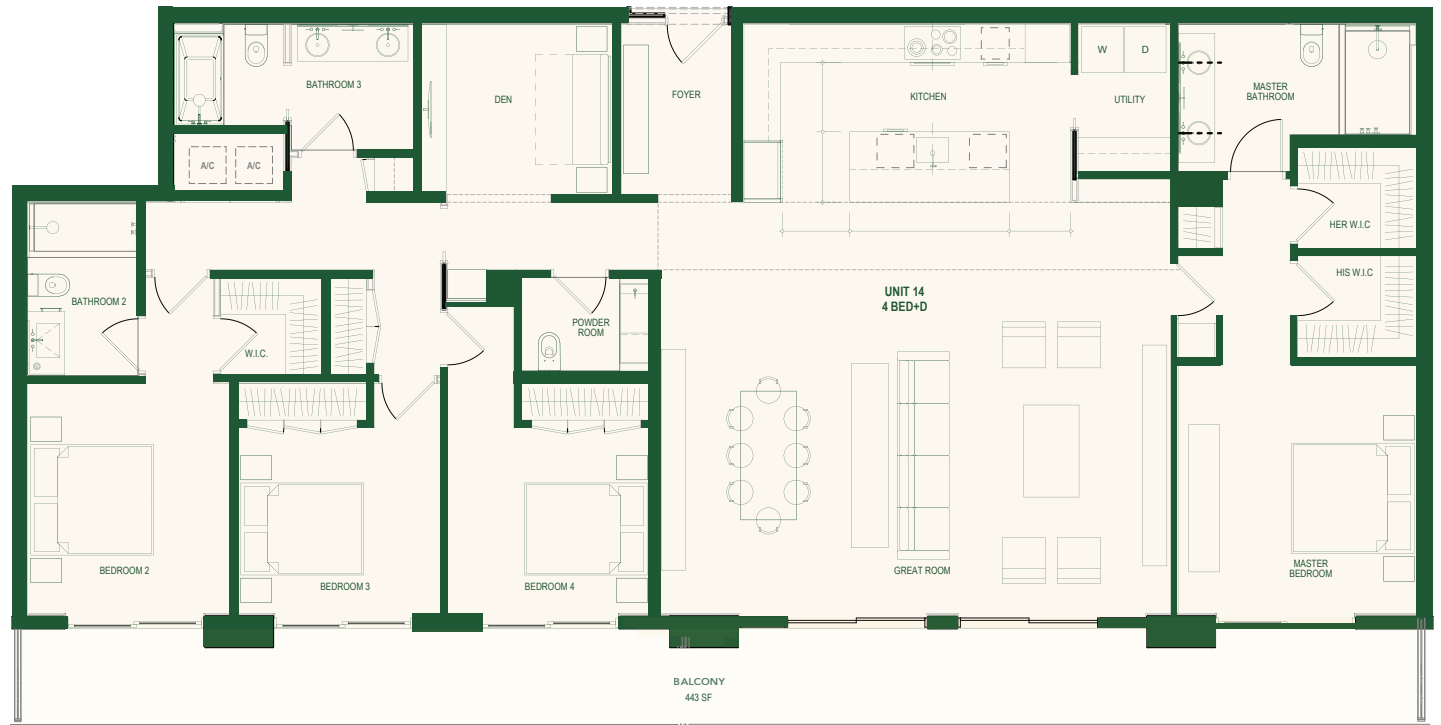 BATHROOM 3
DEN
FOYER
KITCHEN
W
D
UTILITY
MASTER
BATHROOM
A/C
A/C
HER W.I.C
HIS W.I.C
BATHROOM 2
W.I.C.
POWDER
ROOM
UNIT 14
4 BED+D
BEDROOM 2
BEDROOM 3
BEDROOM 4
GREAT ROOM
MASTER
BEDROOM
BALCONY
443 SF